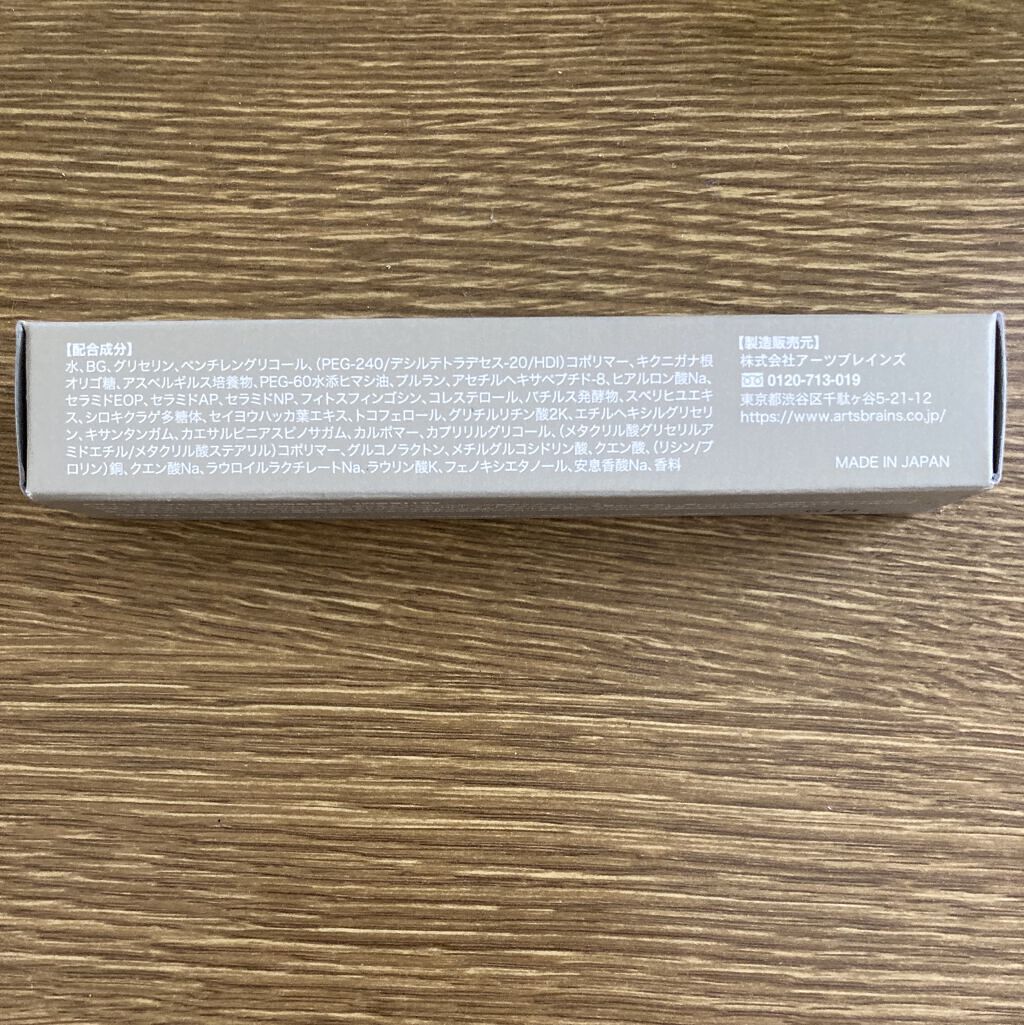 【配合成分】
水、BG、グリセリン、ペンチレングリコール、(PEG-240/デシルテトラデセス-20/HDI)コポリマー、キクニガナ根
オリゴ糖、アスペルギルス培養物、PEG-60水添ヒマシ油、プルラン、アセチルヘキサペプチド-8、ヒアルロン酸Na、
セラミドEOP、セラミドAP、セラミドNP、フィトスフィンゴシン、コレステロール、バチルス発酵物、スベリヒユエキ
ス、シロキクラゲ多糖体、セイヨウハッカ葉エキス、トコフェロール、グリチルリチン酸2K、エチルヘキシルグリセリ
ン、キサンタンガム、カエサルピニアスピノサガム、カルボマー、カプリリルグリコール、(メタクリル酸グリセリルア
ミドエチル/メタクリル酸ステアリル)コポリマー、グルコノラクトン、メチルグルコシドリン酸、クエン酸、(リシン/プ
ロリン)銅、クエン酸Na、ラウロイルラクチレートNa、ラウリン酸K、フェノキシエタノール、安息香酸Na、香料
【製造販売元】
株式会社アーツブレインズ
0120-713-019
東京都渋谷区千駄ヶ谷5-21-12
https://www.artsbrains.co.jp/
MADE IN JAPAN